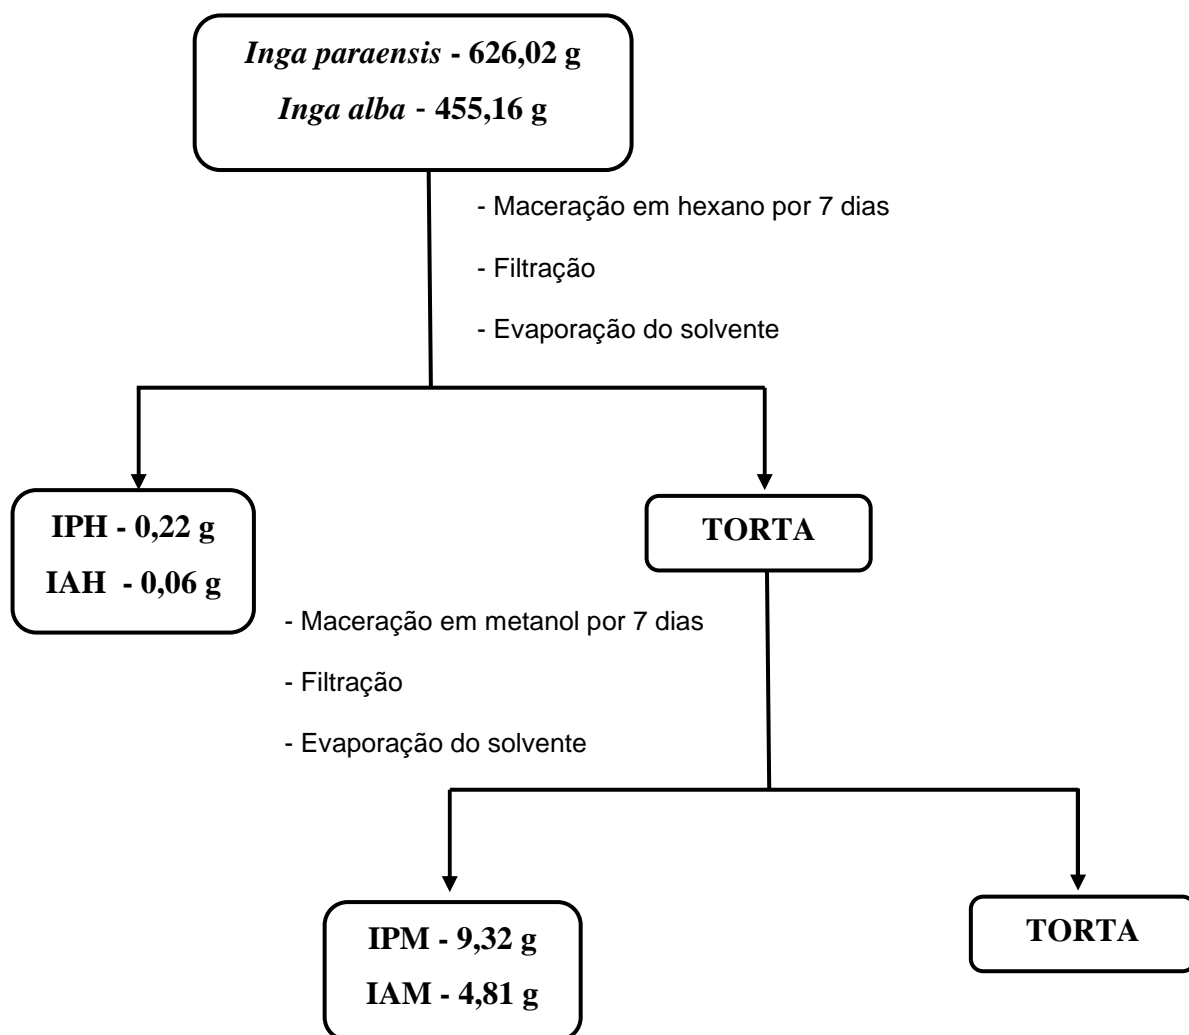 Inga paraensis - 626,02 g
Inga alba - 455,16 g
- Maceração em hexano por 7 dias
- Filtração
- Evaporação do solvente
IPH - 0,22 g
IAH - 0,06 g
TORTA
- Maceração em metanol por 7 dias
- Filtração
- Evaporação do solvente
IPM - 9,32 g
IAM - 4,81 g
TORTA